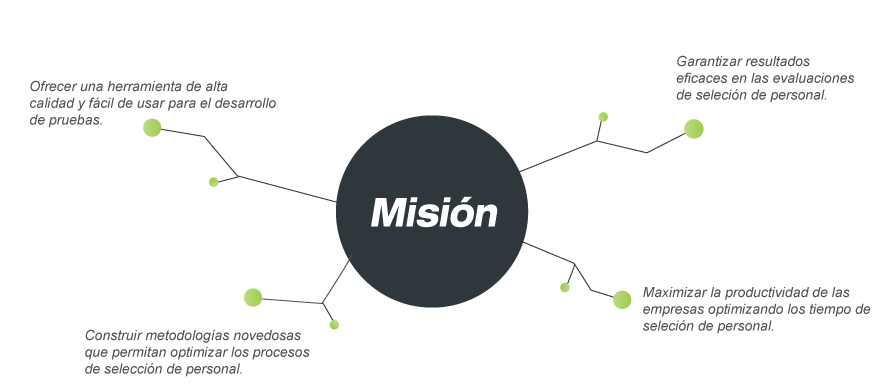 Ofrecer una herramienta de alta
calidad y fácil de usar para el desarrollo
de pruebas.
Garantizar resultados
eficaces en las evaluaciones
de seleción de personal.
Misión
Construir metodologías novedosas
que permitan optimizar los procesos
de selección de personal.
Maximizar la productividad de las
empresas optimizando los tiempo de
seleción de personal.